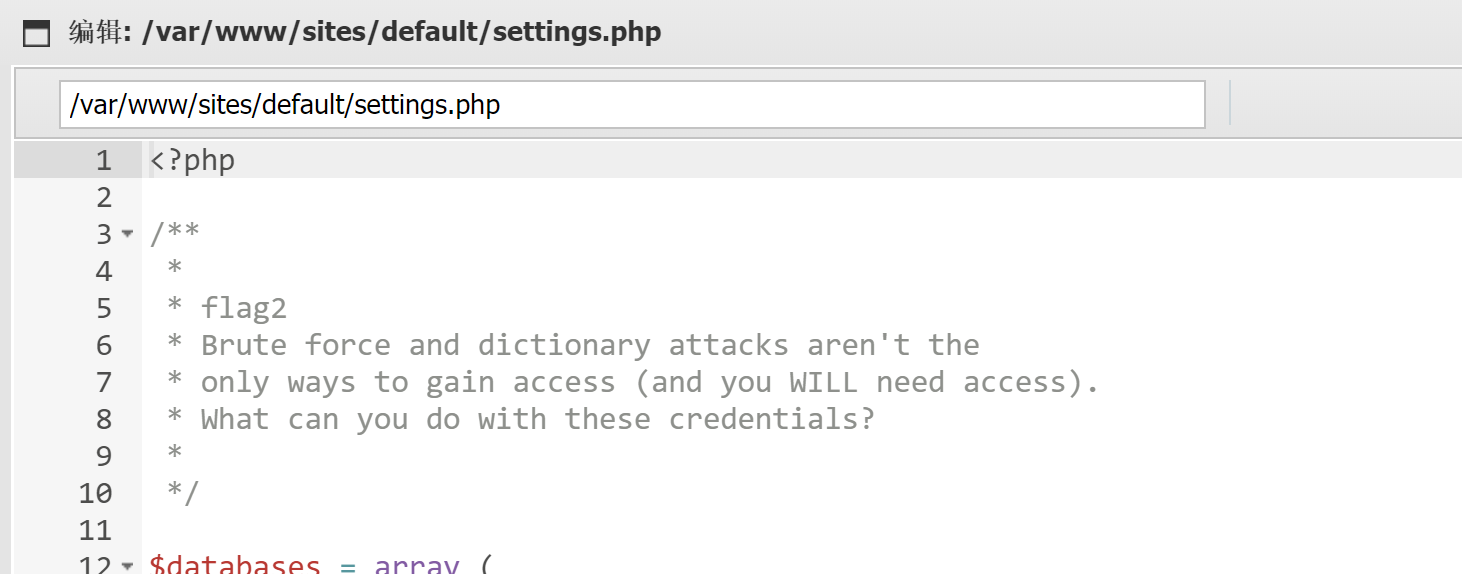 编辑: /var/www/sites/default/settings.php
/var/www/sites/default/settings.php
1 <?php
2
3 /**
4  *
5  * flag2
6  * Brute force and dictionary attacks aren't the
7  * only ways to gain access (and you WILL need access).
8  * What can you do with these credentials?
9  *
10  */
11
12 $databases = array (